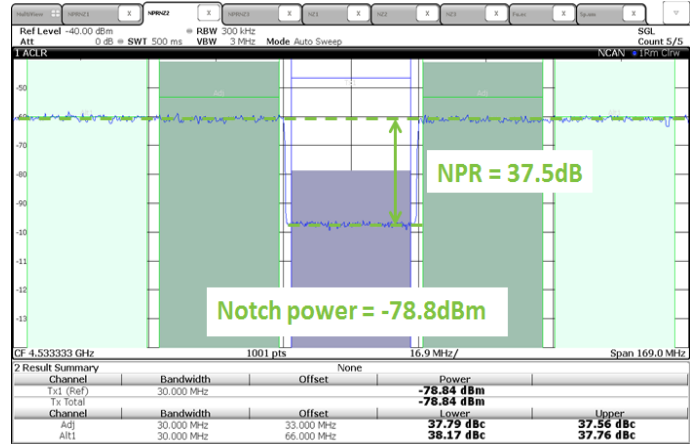 MultiView NPRNZ1 X NPRNZ2 X NPRNZ3 X NZ1 X NZ2 X NZ3 X X X
Ref Level -40.00 dBm RBW 300 kHz SGL
Att 0 dB SWT 500 ms VBW 3 MHz Mode Auto Sweep Count 5/5
1 ACLR NCAN 1Rm Clrw
-50
Adj Adj
-70
NPR = 37.5dB
-80
-90
-10
-11
Notch power = -78.8dBm
-12
-13
CF 4.533333 GHz 1001 pts 16.9 MHz/ Span 169.0 MHz
2 Result Summary None
Channel Bandwidth Offset Power
Tx1 (Ref) 30.000 MHz -78.84 dBm
Tx Total -78.84 dBm
Channel Bandwidth Offset Lower Upper
Adj 30.000 MHz 33.000 MHz 37.79 dBc 37.56 dBc
Alt1 30.000 MHz 66.000 MHz 38.17 dBc 37.76 dBc